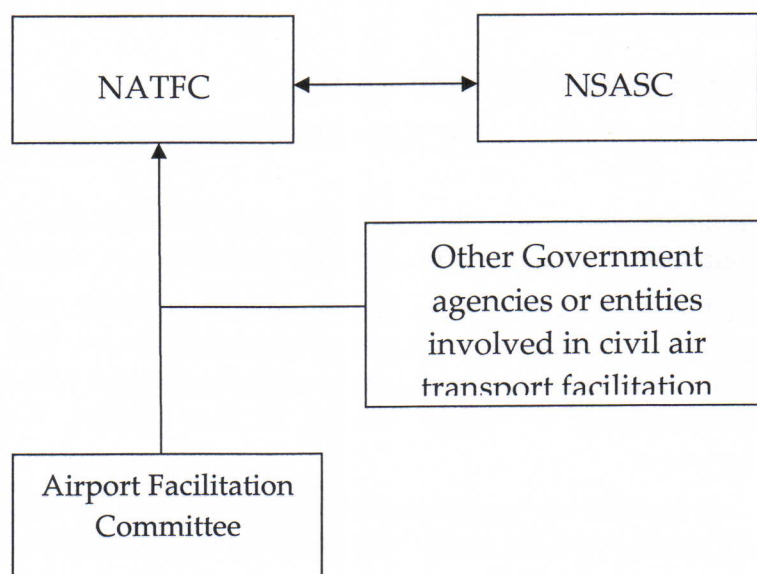 NATFC
NSASC
Other Government
agencies or entities
involved in civil air
transport facilitation
Airport Facilitation
Committee